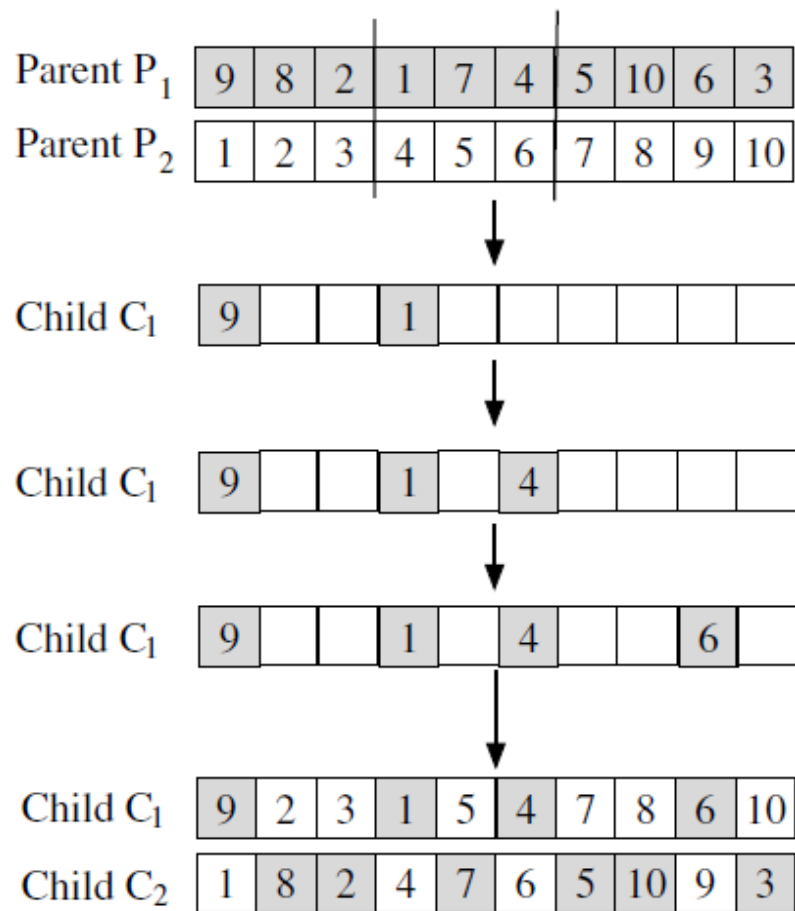 Parent P1 9 8 2 1 7 4 5 10 6 3
Parent P2 1 2 3 4 5 6 7 8 9 10
Child C1 9 1
Child C1 9 1 4
Child C1 9 1 4 6
Child C1 9 2 3 1 5 4 7 8 6 10
Child C2 1 8 2 4 7 6 5 10 9 3